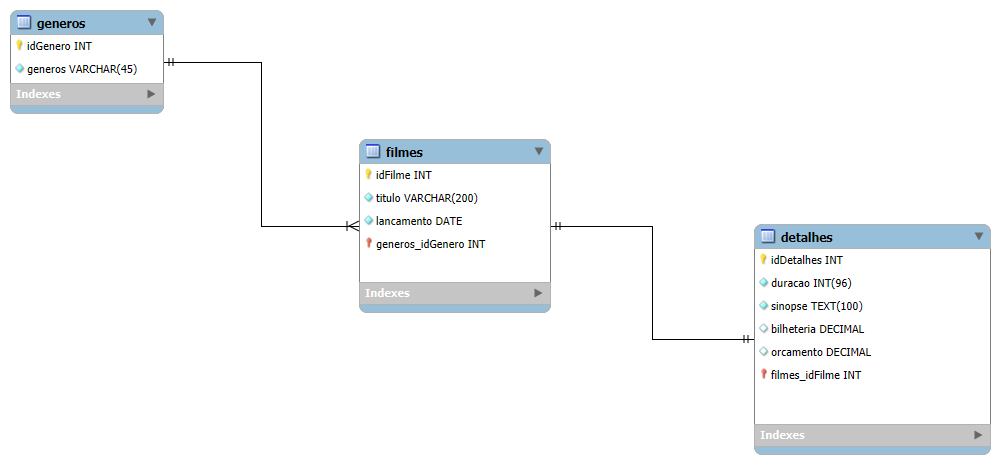 generos
idGenero INT
generos VARCHAR(45)
Indexes
filmes
idFilme INT
titulo VARCHAR(200)
lancamento DATE
generos_idGenero INT
Indexes
detalhes
idDetalhes INT
duracao INT(96)
sinopse TEXT(100)
bilheteria DECIMAL
orcamento DECIMAL
filmes_idFilme INT
Indexes